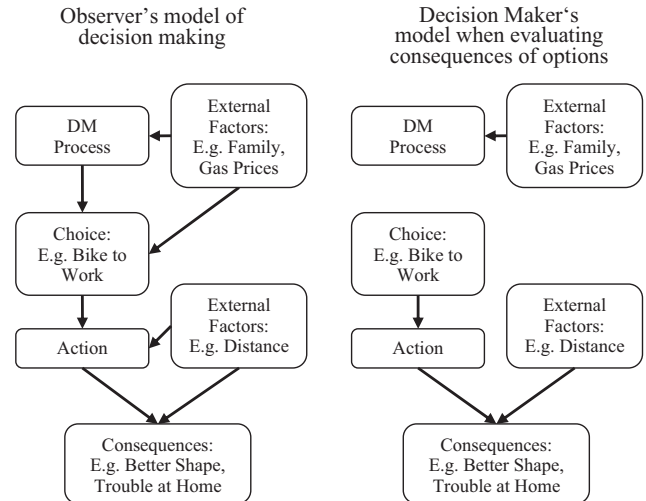 Observer's model of
decision making
DM
Process
External
Factors:
E.g. Family,
Gas Prices
Choice:
E.g. Bike to
Work
Action
External
Factors:
E.g. Distance
Consequences:
E.g. Better Shape,
Trouble at Home
Decision Maker‘s
model when evaluating
consequences of options
DM
Process
External
Factors:
E.g. Family,
Gas Prices
Choice:
E.g. Bike to
Work
Action
External
Factors:
E.g. Distance
Consequences:
E.g. Better Shape,
Trouble at Home